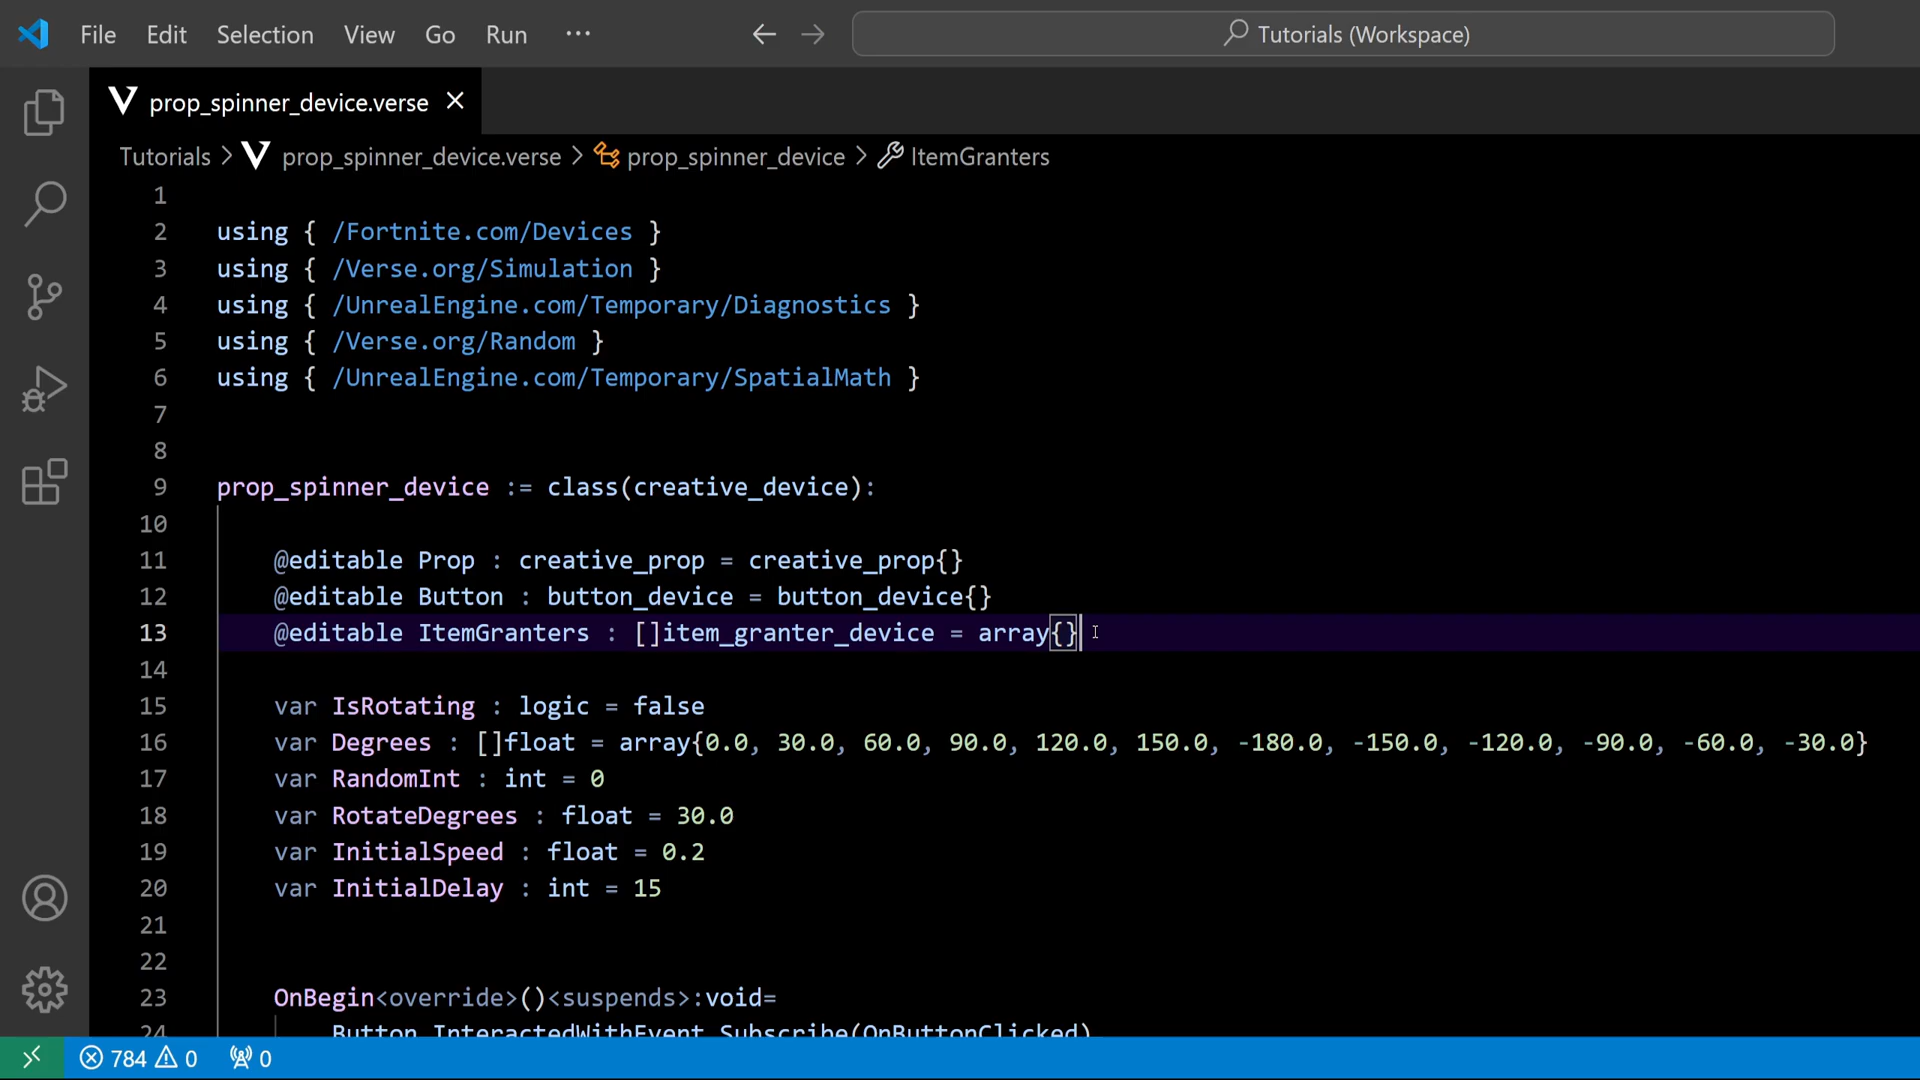 File Edit Selection View Go Run ···
Tutorials (Workspace)
prop_spinner_device.verse
Tutorials > prop_spinner_device.verse > prop_spinner_device > ItemGranters
1
2 using { /Fortnite.com/Devices }
3 using { /Verse.org/Simulation }
4 using { /UnrealEngine.com/Temporary/Diagnostics }
5 using { /Verse.org/Random }
6 using { /UnrealEngine.com/Temporary/SpatialMath }
7
8
9 prop_spinner_device := class(creative_device):
10
11 @editable Prop : creative_prop = creative_prop{}
12 @editable Button : button_device = button_device{}
13 @editable ItemGranters : []item_granter_device = array{}
14
15 var IsRotating : logic = false
16 var Degrees : []float = array{0.0, 30.0, 60.0, 90.0, 120.0, 150.0, -180.0, -150.0, -120.0, -90.0, -60.0, -30.0}
17 var RandomInt : int = 0
18 var RotateDegrees : float = 30.0
19 var InitialSpeed : float = 0.2
20 var InitialDelay : int = 15
21
22
23 OnBegin<override>()<suspends>:void=
24 Button.InteractedWithEvent.Subscribe(OnButtonClicked)
784 0 0